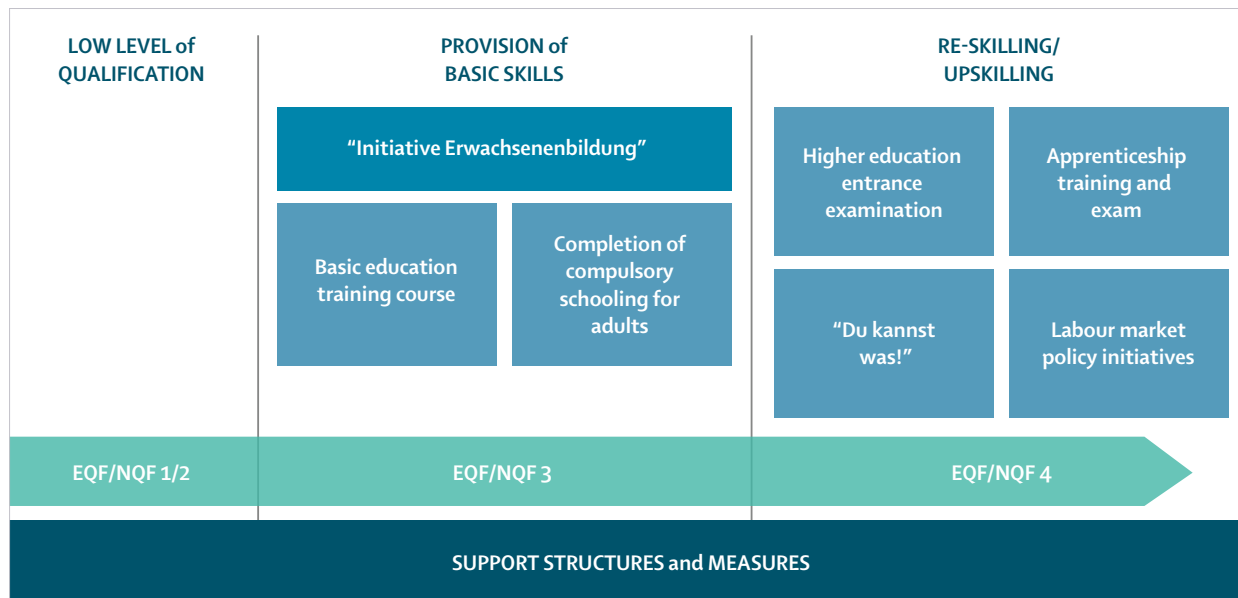 LOW LEVEL of
QUALIFICATION
PROVISION of
BASIC SKILLS
RE-SKILLING/
UPSKILLING
“Initiative Erwachsenenbildung”
Basic education
training course
Completion of
compulsory
schooling for
adults
Higher education
entrance
examination
Apprenticeship
training and
exam
“Du kannst
was!”
Labour market
policy initiatives
EQF/NQF 1/2
EQF/NQF 3
EQF/NQF 4
SUPPORT STRUCTURES and MEASURES